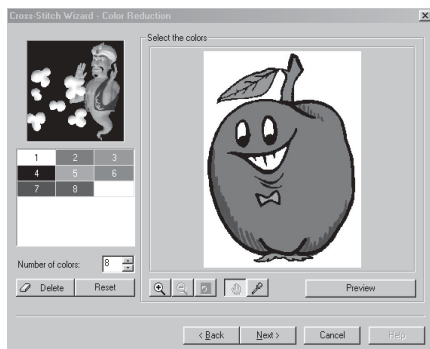 Cross-Stitch Wizard - Color Reduction
Select the colors
1 2 3
4 5 6
7 8
Number of colors: 8
Delete Reset
Preview
< Back Next > Cancel Help